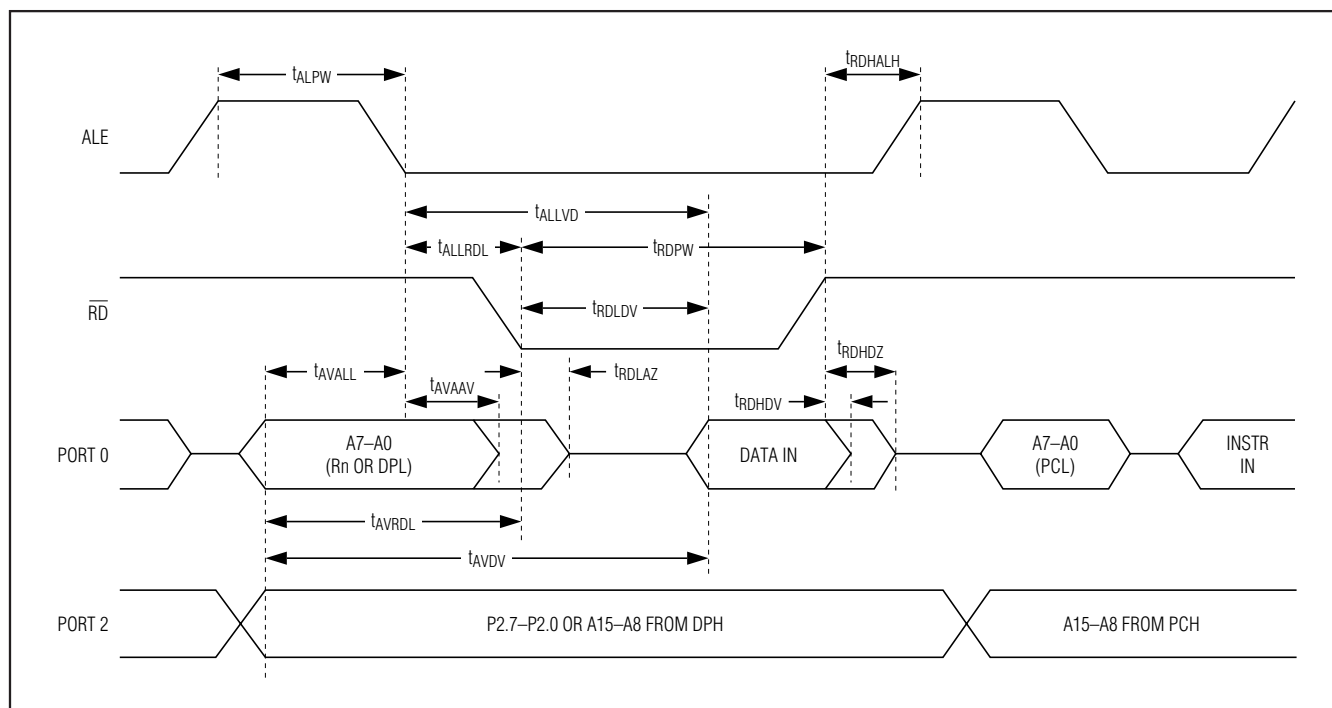 tALPW
tRDHALH
ALE
tALLVD
tALLRDL
tRDPW
RD
tRDLDV
tAVALL
tAVAAV
tRDLAZ
tRDHDZ
tRDHDV
PORT 0
A7–A0
(Rn OR DPL)
DATA IN
A7–A0
(PCL)
INSTR
IN
tAVRDL
tAVDV
PORT 2
P2.7–P2.0 OR A15–A8 FROM DPH
A15–A8 FROM PCH